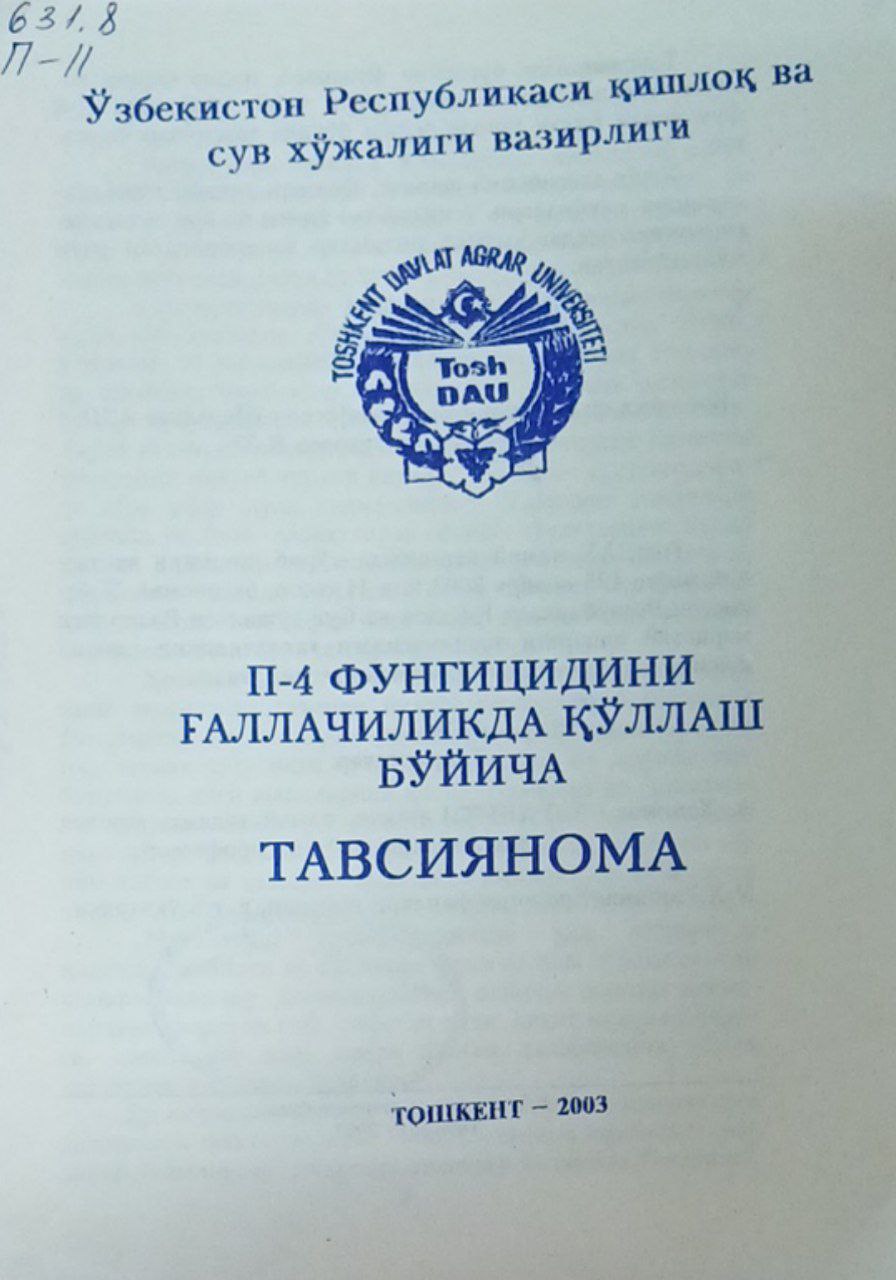 631.8
П-11
Ўзбекистон Республикаси қишлоқ ва
сув хўжалиги вазирлиги
TOSHKENT DAVLAT AGRAR UNIVERSITETI
Tosh
DAU
П-4 ФУНГИЦИДИНИ
ҒАЛЛАЧИЛИКДА ҚЎЛЛАШ
БЎЙИЧА
ТАВСИЯНОМА
ТОШКЕНТ – 2003